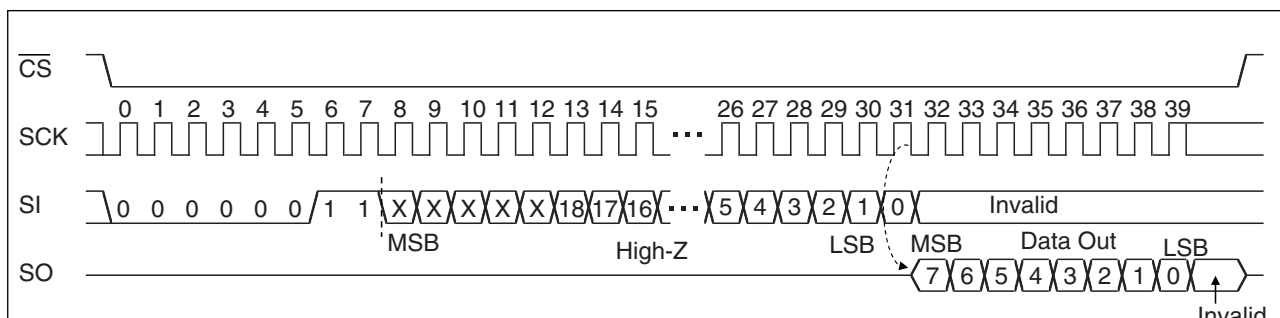 CS
0 1 2 3 4 5 6 7 8 9 10 11 12 13 14 15 26 27 28 29 30 31 32 33 34 35 36 37 38 39
SCK
SI 0 0 0 0 0 0 1 1 X X X X X 18 17 16 5 4 3 2 1 0 Invalid
MSB High-Z LSB MSB Data Out LSB
SO 7 6 5 4 3 2 1 0
Invalid